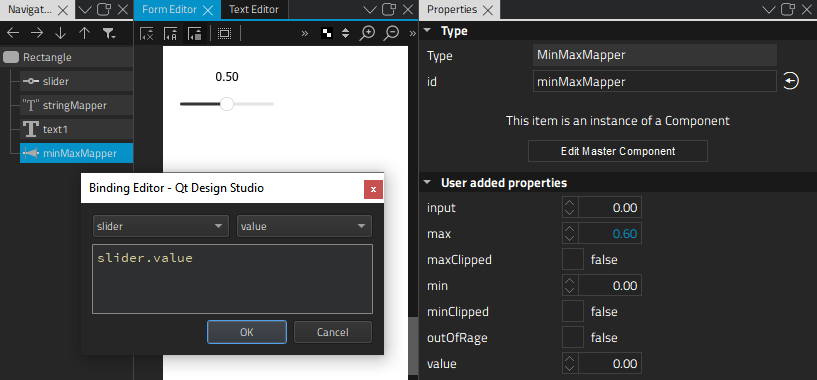 Navigat...
Form Editor
Text Editor
Properties
Rectangle
slider
"T" stringMapper
text1
minMaxMapper
0.50
»
»
Type
Type MinMaxMapper
id minMaxMapper
This item is an instance of a Component
Edit Master Component
User added properties
input 0.00
max 0.60
maxClipped false
min 0.00
minClipped false
outOfRage false
value 0.00
Binding Editor - Qt Design Studio
x
slider value
slider.value
OK Cancel